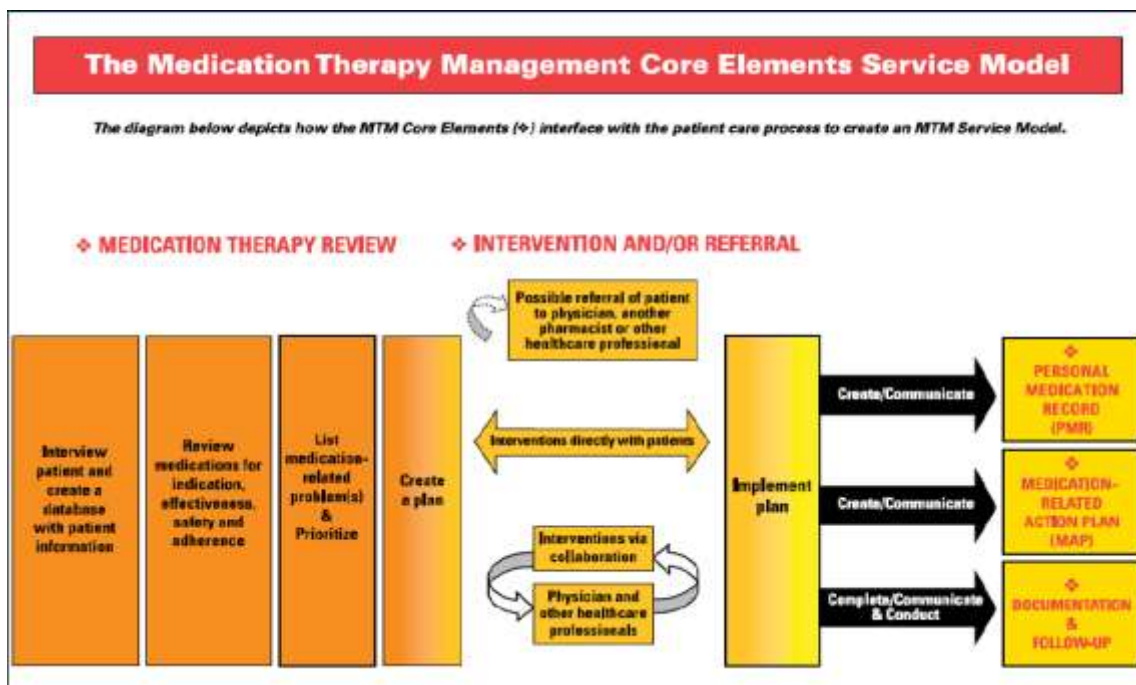 The Medication Therapy Management Core Elements Service Model
The diagram below depicts how the MTM Core Elements (❖) interface with the patient care process to create an MTM Service Model.
❖ MEDICATION THERAPY REVIEW
❖ INTERVENTION AND/OR REFERRAL
Interview
patient and
create a
database
with patient
information
Review
medications for
indication,
effectiveness,
safety and
adherence
List
medication-
related
problem(s)
&
Prioritize
Create
a plan
Possible referral of patient
to physician, another
pharmacist or other
healthcare professional
Interventions directly with patients
Interventions via
collaboration
Physician and
other healthcare
professionals
Implement
plan
Create/Communicate
Create/Communicate
Complete/Communicate
& Conduct
❖
PERSONAL
MEDICATION
RECORD
(PMR)
❖
MEDICATION-
RELATED
ACTION PLAN
(MAP)
❖
DOCUMENTATION
&
FOLLOW-UP